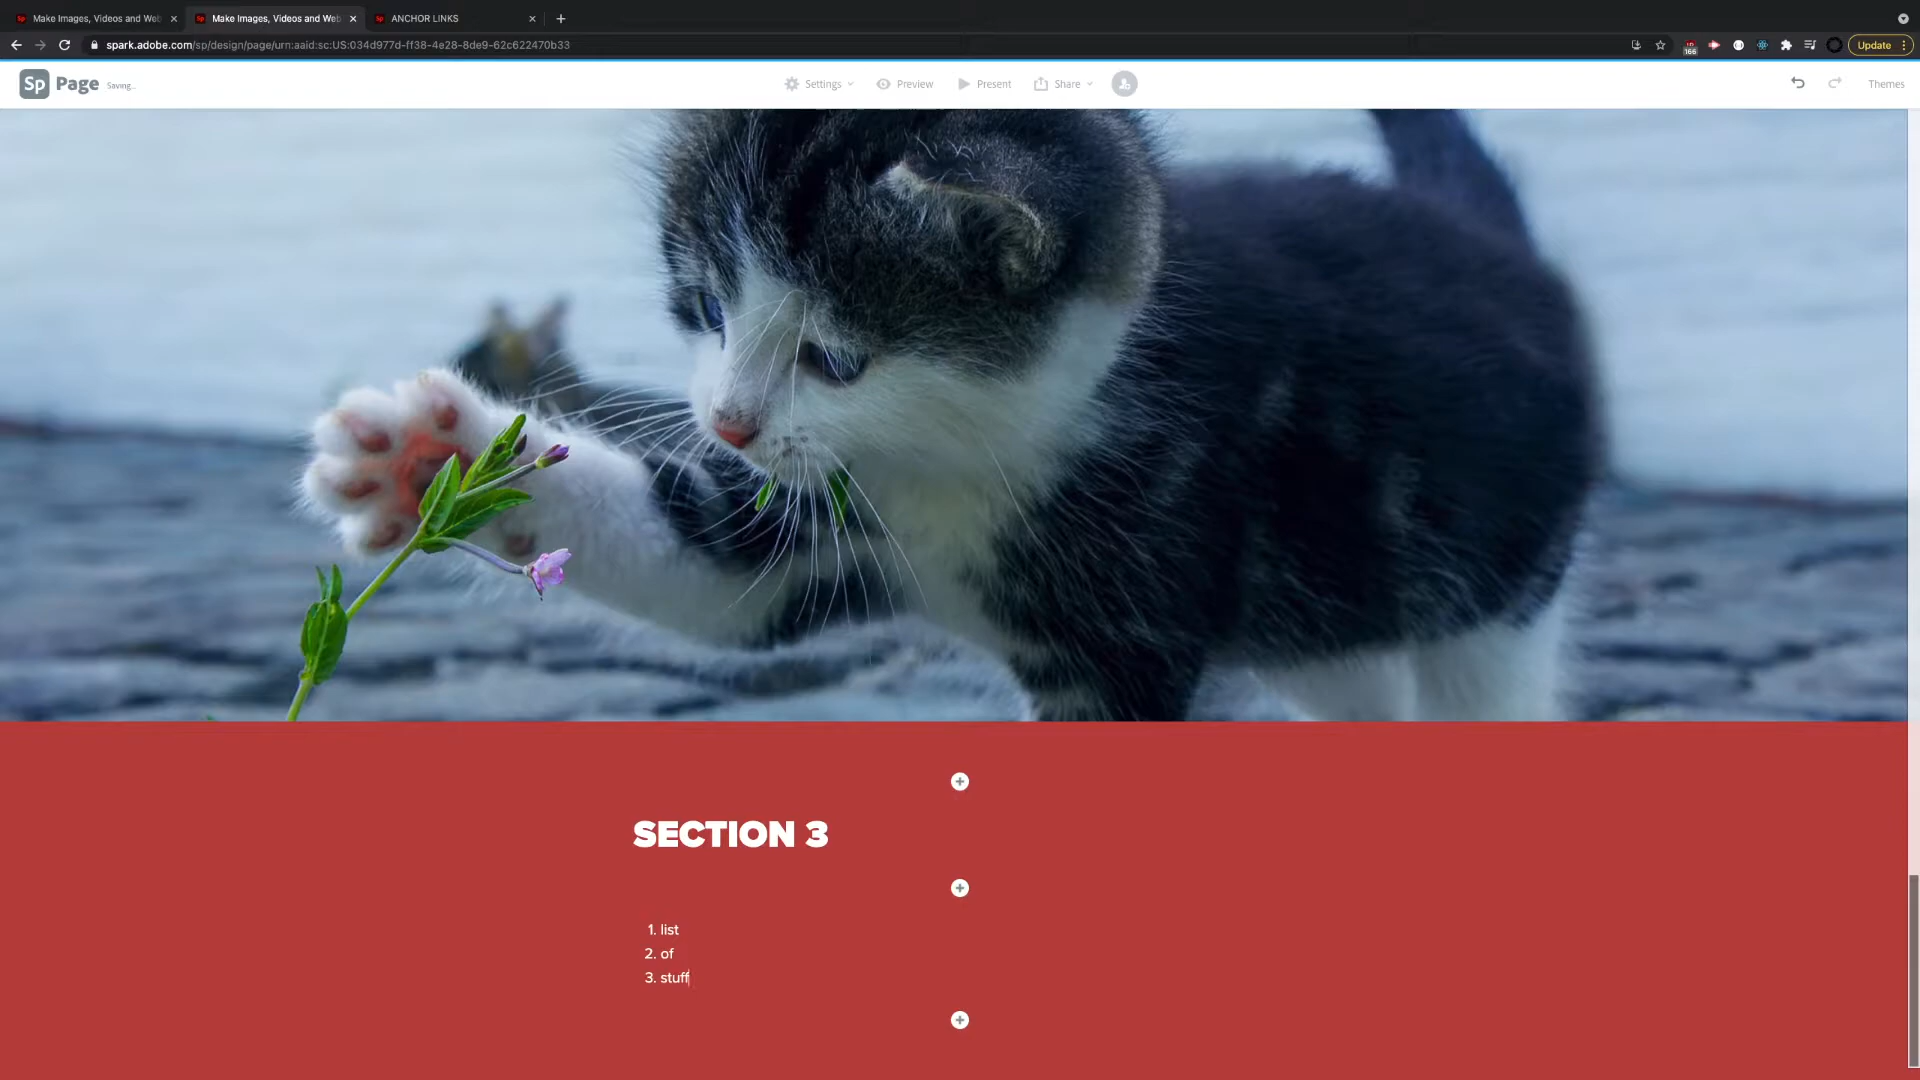 Make Images, Videos and Web
Make Images, Videos and Web
ANCHOR LINKS
spark.adobe.com/sp/design/page/urn:aaid:sc:US:034d977d-ff38-4e28-8de9-62c622470b33
166
Update
Sp Page Saving...
Settings
Preview
Present
Share
Themes
SECTION 3
1. list
2. of
3. stuff